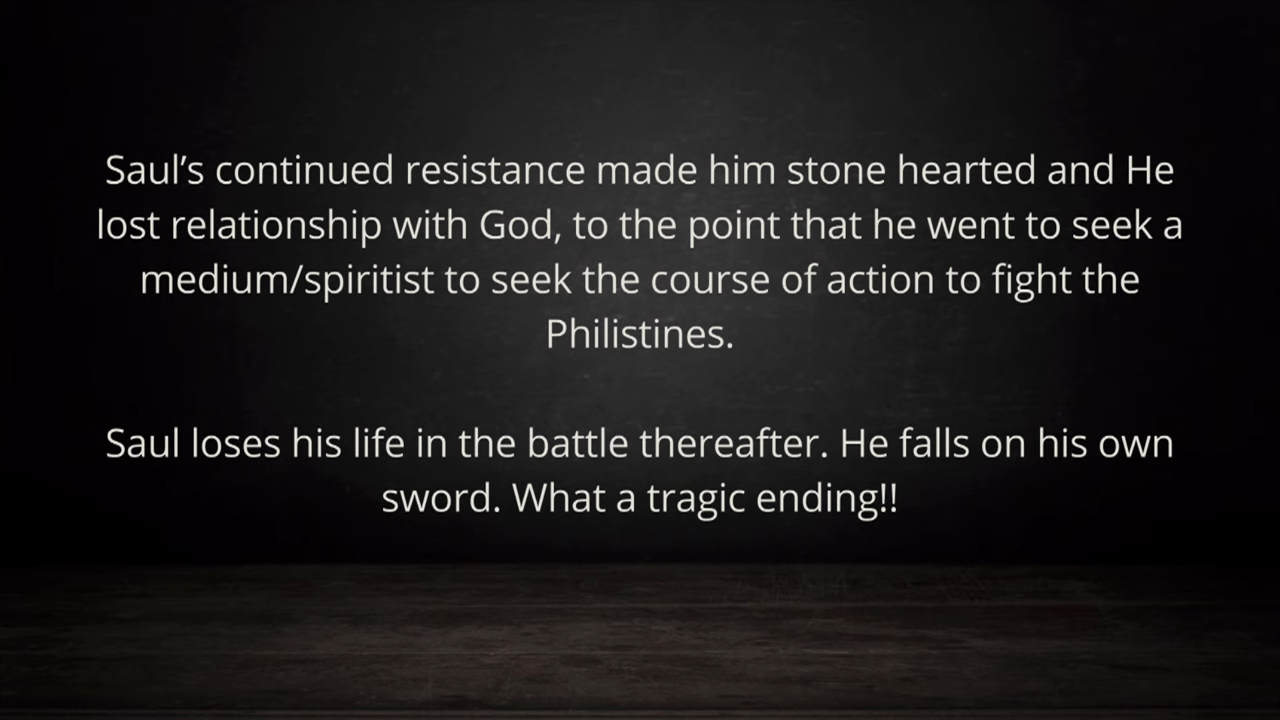 Saul’s continued resistance made him stone hearted and He
lost relationship with God, to the point that he went to seek a
medium/spiritist to seek the course of action to fight the
Philistines.
Saul loses his life in the battle thereafter. He falls on his own
sword. What a tragic ending!!